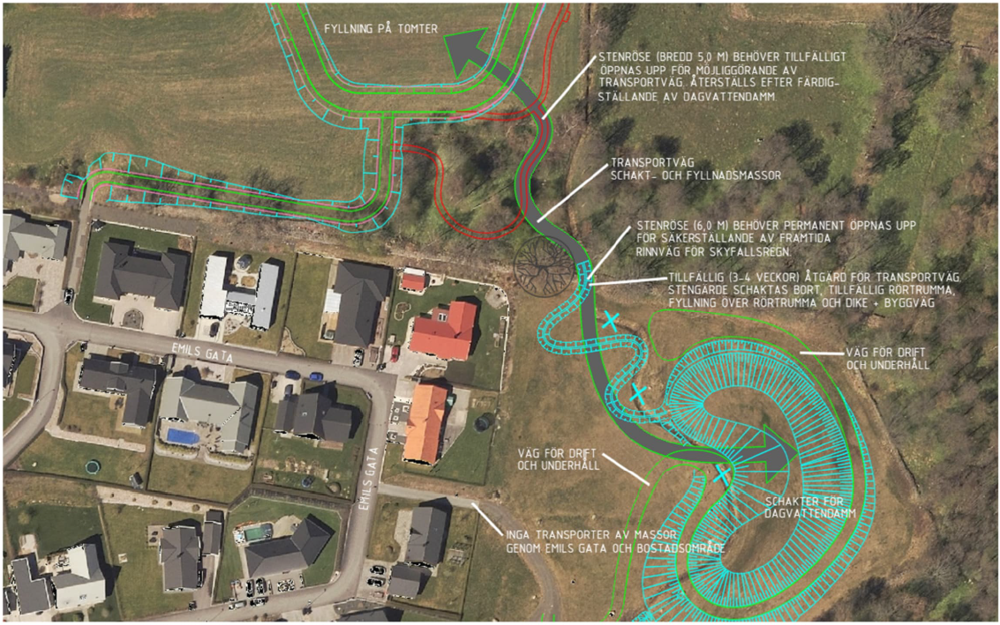 FYLLNING PÅ TOMTER
STENRÖSE (BREDD 5,0 M) BEHÖVER TILLFÄLLIGT
ÖPPNAS UPP FÖR MÖJLIGGÖRANDE AV
TRANSPORTVÄG. ÅTERSTÄLLS EFTER FÄRDIG-
STÄLLANDE AV DAGVATTENDAMM.
TRANSPORTVÄG
SCHAKT- OCH FYLLNADSMASSOR
STENRÖSE (6,0 M) BEHÖVER PERMANENT ÖPPNAS UPP
FÖR SÄKERSTÄLLANDE AV FRAMTIDA
RINNVÄG FÖR SKYFALLSREGN.
TILLFÄLLIG (3-4 VECKOR) ÅTGÄRD FÖR TRANSPORTVÄG.
STENGÄRDE SCHAKTAS BORT, TILLFÄLLIG RÖRTRUMMA,
FYLLNING ÖVER RÖRTRUMMA OCH DIKE + BYGGVÄG
VÄG FÖR DRIFT
OCH UNDERHÅLL
EMILS GATA
EMILS GATA
VÄG FÖR DRIFT
OCH UNDERHÅLL
SCHAKTER FÖR
DAGVATTENDAMM
INGA TRANSPORTER AV MASSOR
GENOM EMILS GATA OCH BOSTADSOMRÅDE